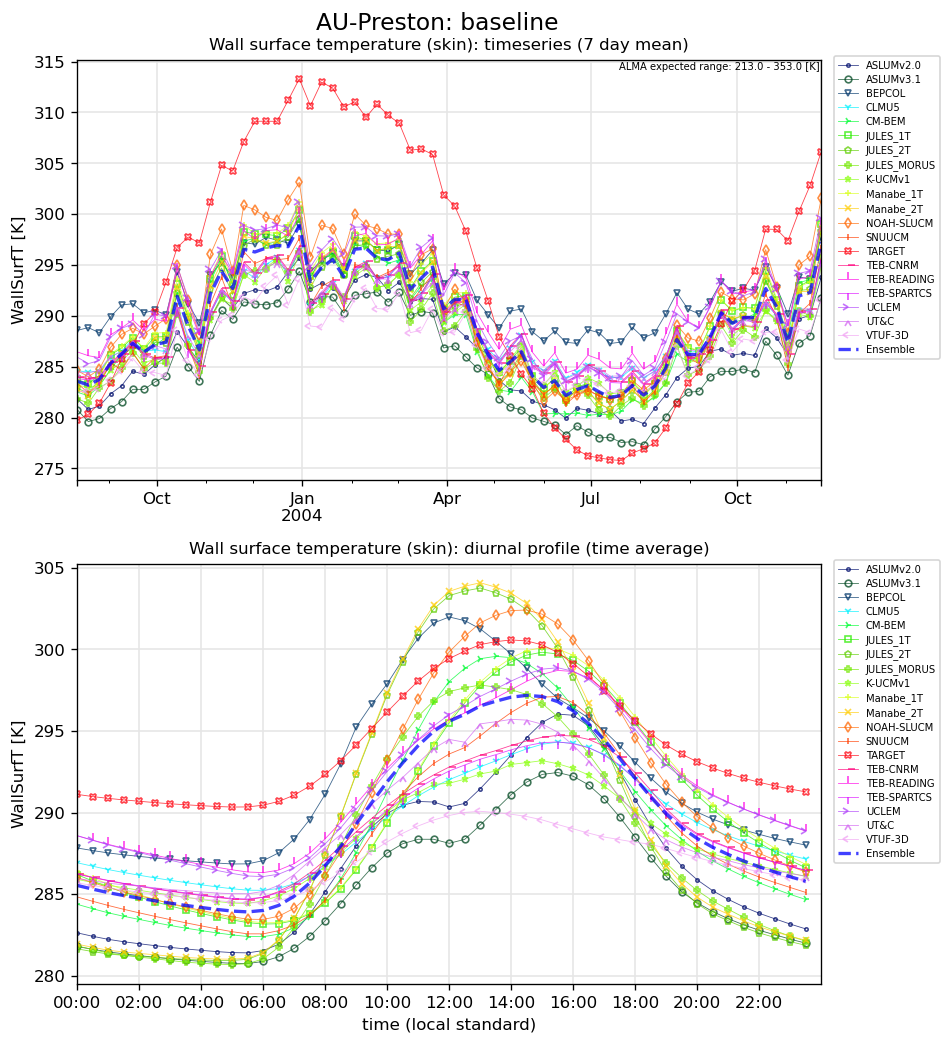 AU-Preston: baseline
Wall surface temperature (skin): timeseries (7 day mean)
ALMA expected range: 213.0 - 353.0 [K]
WallSurfT [K]
315
310
305
300
295
290
285
280
275
Oct
Jan
2004
Apr
Jul
Oct
ASLUMv2.0
ASLUMv3.1
BEPCOL
CLMU5
CM-BEM
JULES_1T
JULES_2T
JULES_MORUS
K-UCMv1
Manabe_1T
Manabe_2T
NOAH-SLUCM
SNUUCM
TARGET
TEB-CNRM
TEB-READING
TEB-SPARTCS
UCLEM
UT&C
VTUF-3D
Ensemble
Wall surface temperature (skin): diurnal profile (time average)
WallSurfT [K]
305
300
295
290
285
280
00:00 02:00 04:00 06:00 08:00 10:00 12:00 14:00 16:00 18:00 20:00 22:00
time (local standard)
ASLUMv2.0
ASLUMv3.1
BEPCOL
CLMU5
CM-BEM
JULES_1T
JULES_2T
JULES_MORUS
K-UCMv1
Manabe_1T
Manabe_2T
NOAH-SLUCM
SNUUCM
TARGET
TEB-CNRM
TEB-READING
TEB-SPARTCS
UCLEM
UT&C
VTUF-3D
Ensemble